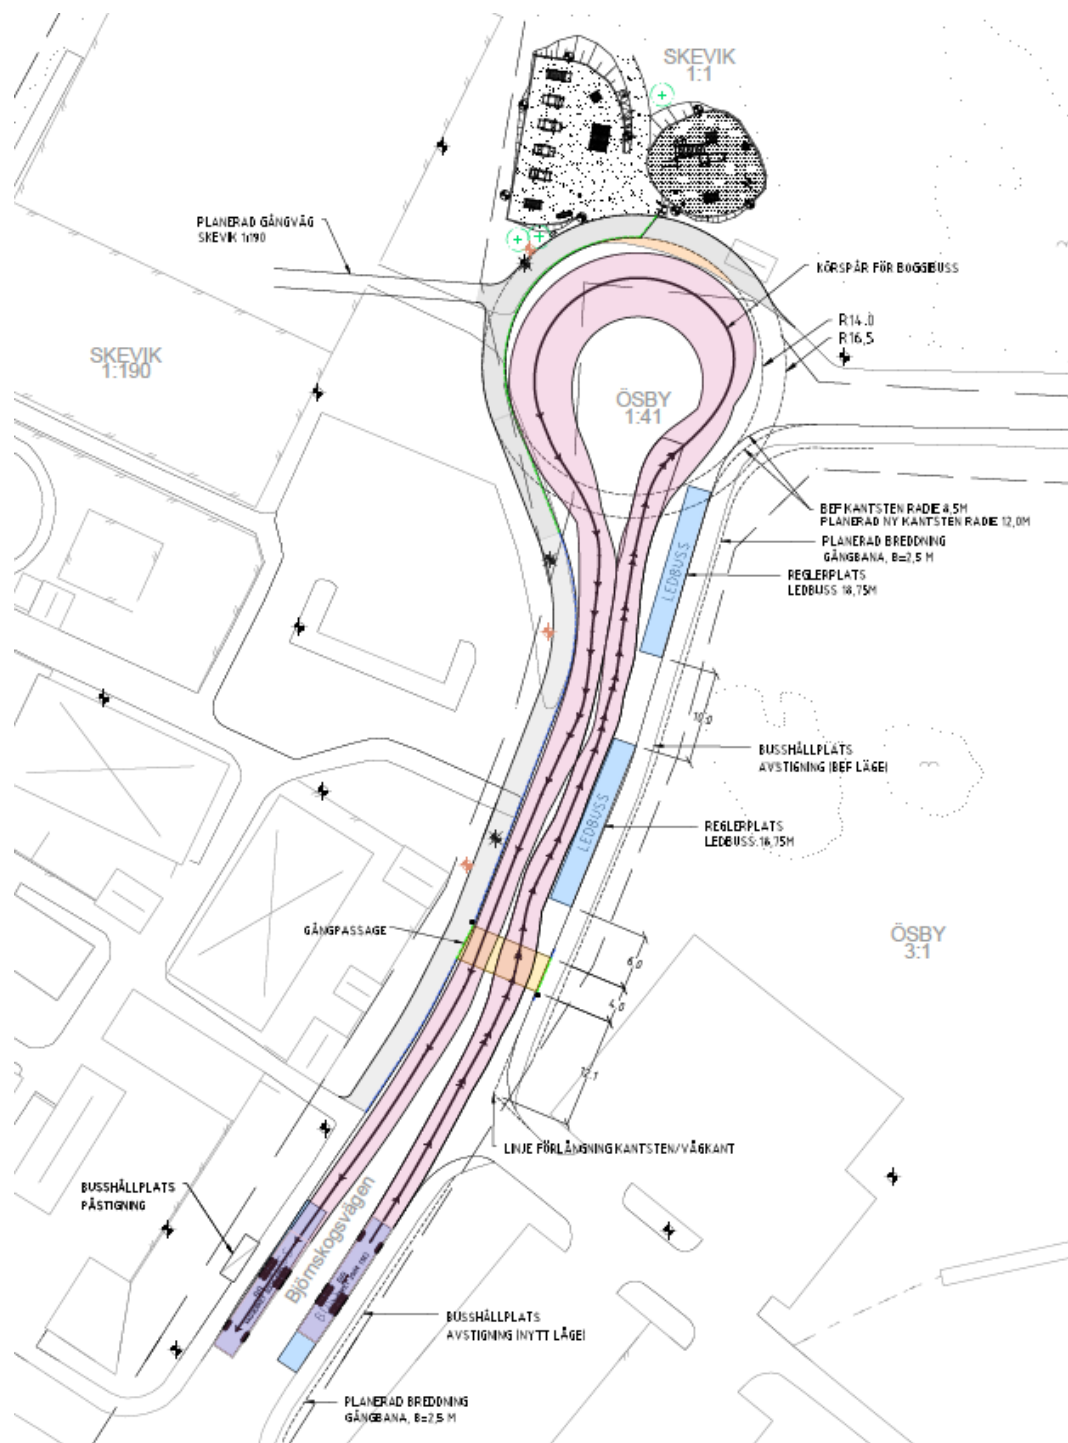 SKEVIK
1:1
PLANERAD GÅNGVÄG
SKEVIK 1:190
KÖRSPÅR FÖR BOGGIBUSS
R14.0
R16,5
SKEVIK
1:190
ÖSBY
1:41
BEF KANTSTEN RADIE 8,5M
PLANERAD NY KANTSTEN RADIE 12,0M
PLANERAD BREDDNING
GÅNGBANA, B=2,5 M
LEDBUSS
REGLERPLATS
LEDBUSS 18,75M
10,0
BUSSHÅLLPLATS
AVSTIGNING (BEF LÄGE)
LEDBUSS
REGLERPLATS
LEDBUSS 18,75M
GÅNGPASSAGE
ÖSBY
3:1
6,0
4,0
12,1
LINJE FÖRLÄNGNING KANTSTEN/VÄGKANT
BUSSHÅLLPLATS
PÅSTIGNING
Björnskogsvägen
BUSSHÅLLPLATS
AVSTIGNING (NYTT LÄGE)
PLANERAD BREDDNING
GÅNGBANA, B=2,5 M